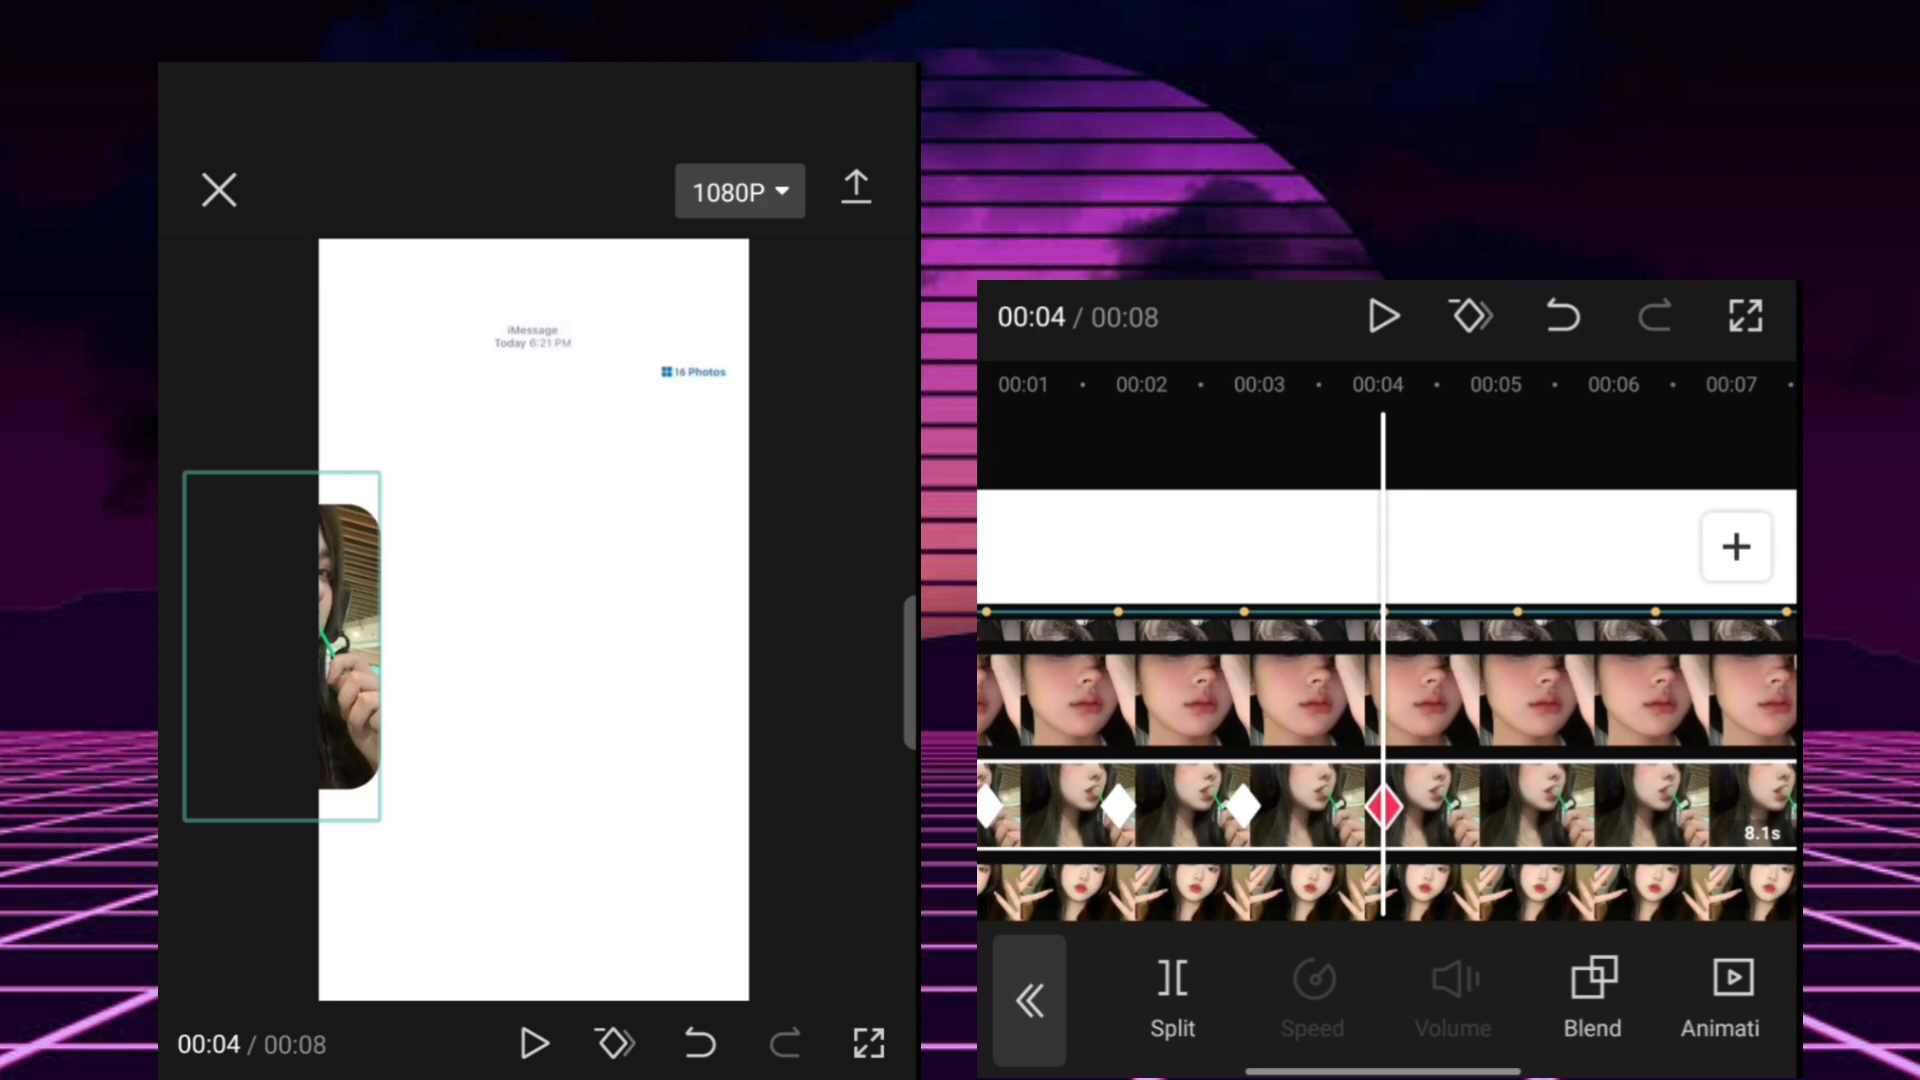 1080P
iMessage
Today 6:21 PM
16 Photos
00:04 / 00:08
00:04 / 00:08
00:01 00:02 00:03 00:04 00:05 00:06 00:07
8.1s
Split Speed Volume Blend Animati